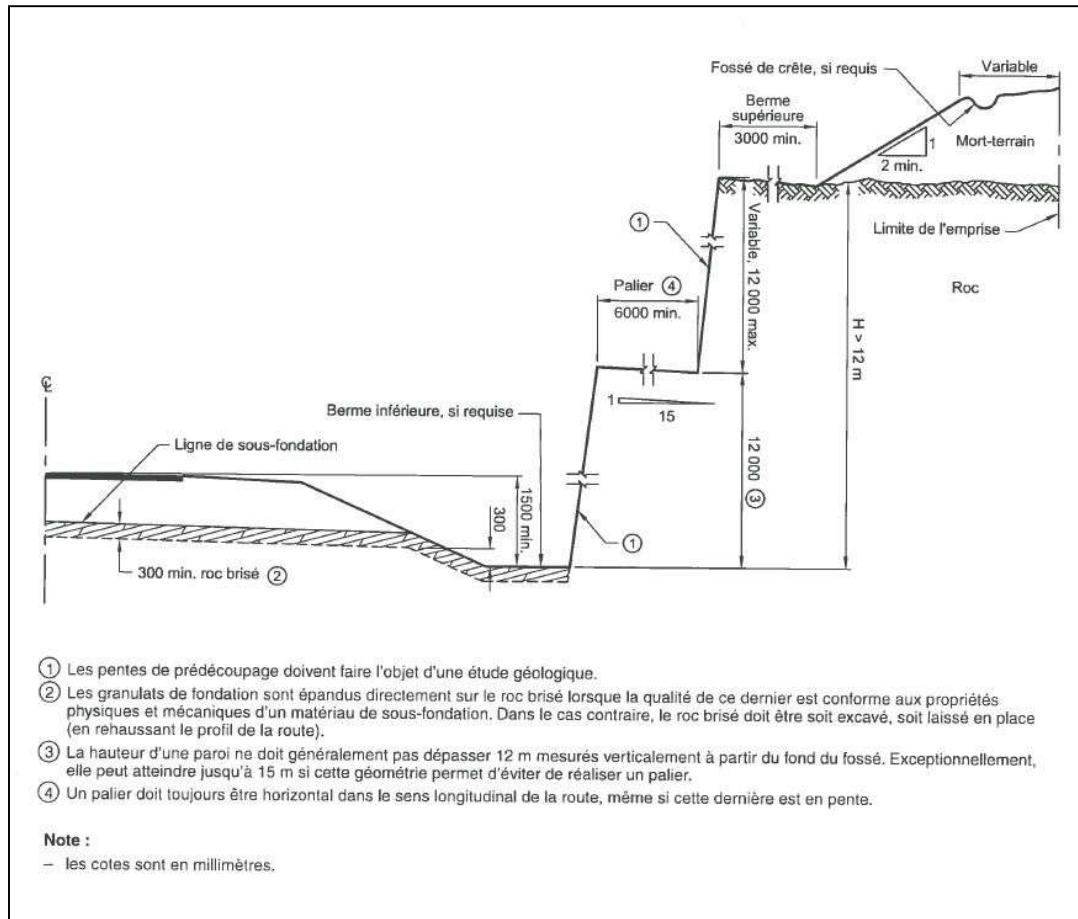 Fossé de crête, si requis
Variable
Berme
supérieure
3000 min.
1
2 min.
Mort-terrain
Limite de l'emprise
Roc
①
Variable, 12 000 max.
Palier ④
6000 min.
H > 12 m
1
15
12 000 ③
Berme inférieure, si requise
Ligne de sous-fondation
1500 min.
300
①
300 min. roc brisé ②
① Les pentes de prédécoupage doivent faire l'objet d'une étude géologique.
② Les granulats de fondation sont épandus directement sur le roc brisé lorsque la qualité de ce dernier est conforme aux propriétés
physiques et mécaniques d'un matériau de sous-fondation. Dans le cas contraire, le roc brisé doit être soit excavé, soit laissé en place
(en rehaussant le profil de la route).
③ La hauteur d'une paroi ne doit généralement pas dépasser 12 m mesurés verticalement à partir du fond du fossé. Exceptionnellement,
elle peut atteindre jusqu'à 15 m si cette géométrie permet d'éviter de réaliser un palier.
④ Un palier doit toujours être horizontal dans le sens longitudinal de la route, même si cette dernière est en pente.
Note :
– les cotes sont en millimètres.